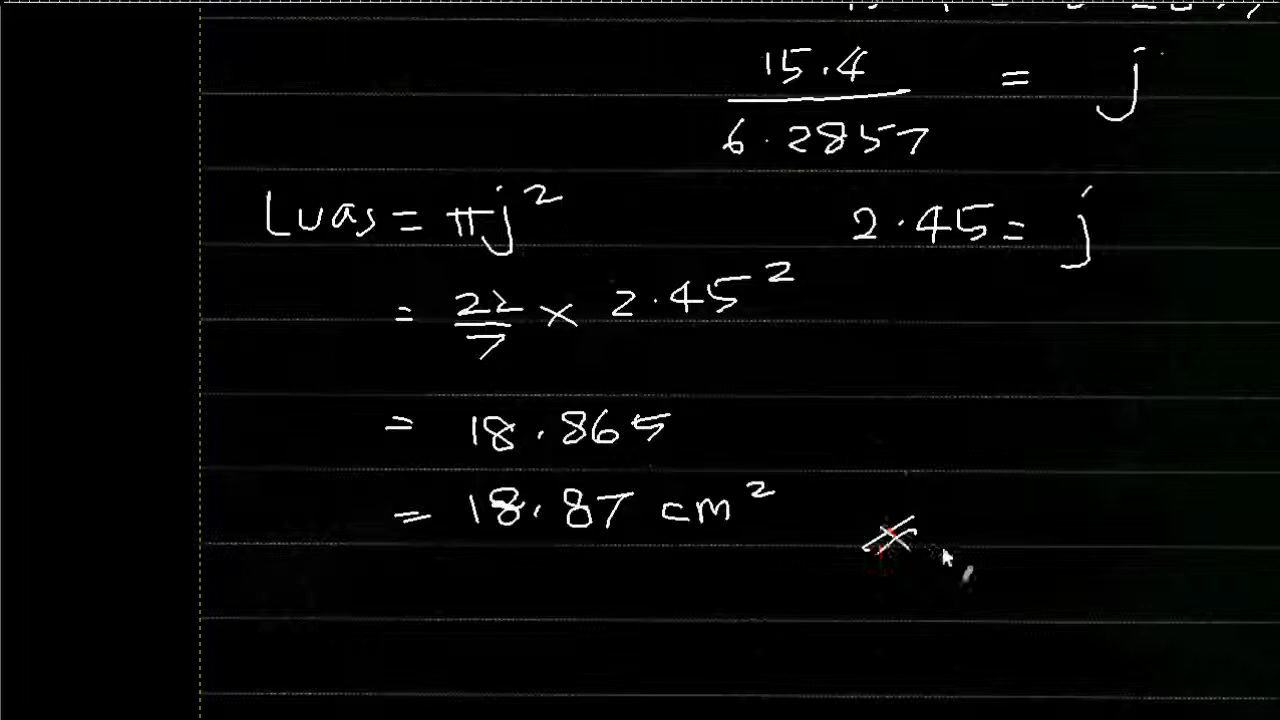 15.4 / 6.2857 = j
2.45 = j
Luas = πj²
= 22/7 × 2.45²
= 18.865
= 18.87 cm²